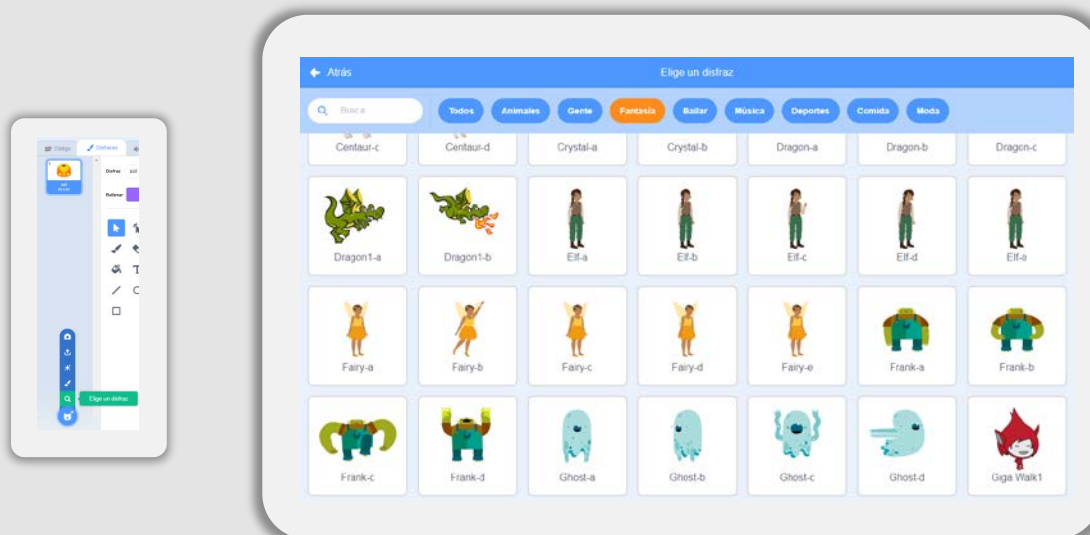 Código
Disfraces
Disfraz
Rellenar
Elige un disfraz
Atrás
Elige un disfraz
Busca
Todos
Animales
Gente
Fantasía
Bailar
Música
Deportes
Comida
Moda
Centaur-c
Centaur-d
Crystal-a
Crystal-b
Dragon-a
Dragon-b
Dragon-c
Dragon1-a
Dragon1-b
Elf-a
Elf-b
Elf-c
Elf-d
Elf-e
Fairy-a
Fairy-b
Fairy-c
Fairy-d
Fairy-e
Frank-a
Frank-b
Frank-c
Frank-d
Ghost-a
Ghost-b
Ghost-c
Ghost-d
Giga Walk1